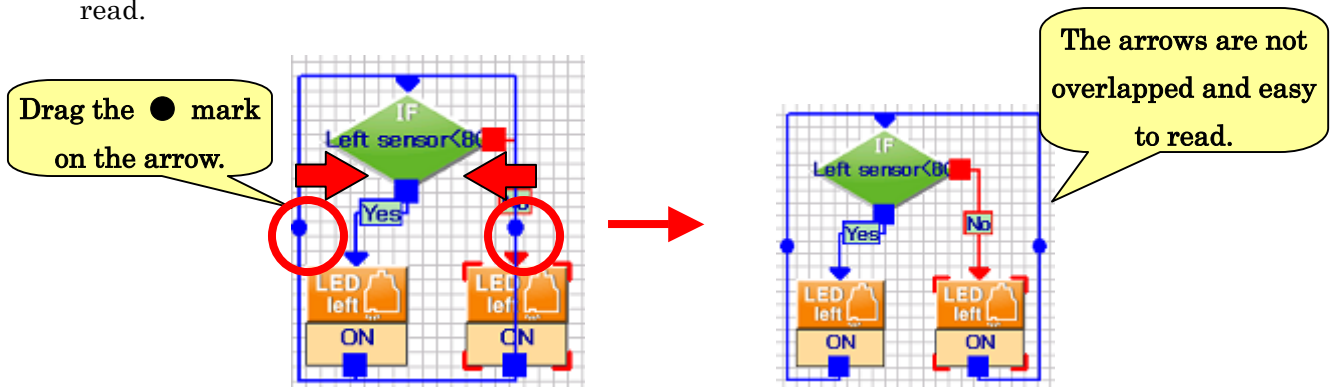 read.
Drag the ● mark
on the arrow.
IF
Left sensor<80
Yes
LED
left
ON
LED
left
ON
The arrows are not
overlapped and easy
to read.
IF
Left sensor<80
Yes
No
LED
left
ON
LED
left
ON